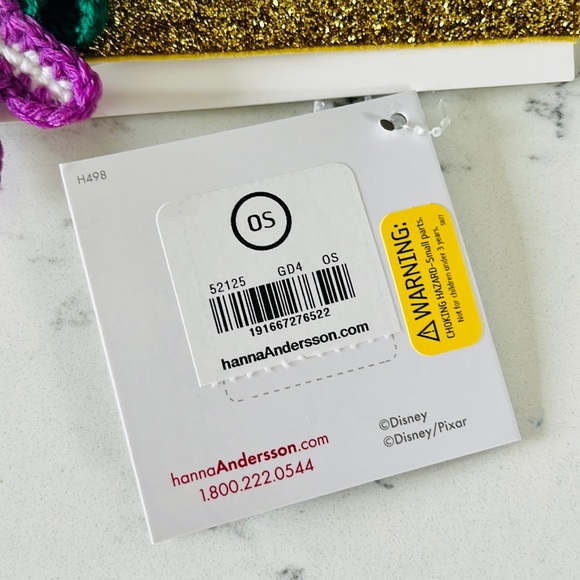 H498
OS
52125 GD4 OS
191667276522
hannaAndersson.com
⚠WARNING:
CHOKING HAZARD–Small parts.
Not for children under 3 years.
hannaAndersson.com
1.800.222.0544
©Disney
©Disney/Pixar